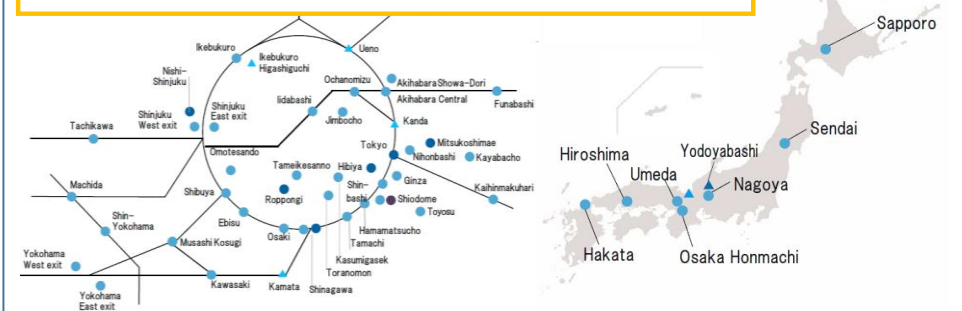 Ikebukuro
Ikebukuro
Higashiguchi
Ueno
Nishi-
Shinjuku
Ochanomizu
AkihabaraShowa-Dori
Akihabara Central
Funabashi
Shinjuku
West exit
Shinjuku
East exit
Iidabashi
Jimbocho
Kanda
Tachikawa
Omotesando
Tokyo
Mitsukoshimae
Nihonbashi
Kayabacho
Tameikesanno
Hibiya
Machida
Shibuya
Roppongi
Shin-
bashi
Ginza
Shiodome
Kaihinmakuhari
Toyosu
Shin-
Yokohama
Ebisu
Musashi Kosugi
Osaki
Hamamatsucho
Tamachi
Kasumigasek
Toranomon
Shinagawa
Yokohama
West exit
Yokohama
East exit
Kawasaki
Kamata
Sapporo
Sendai
Hiroshima
Yodoyabashi
Umeda
Nagoya
Hakata
Osaka Honmachi